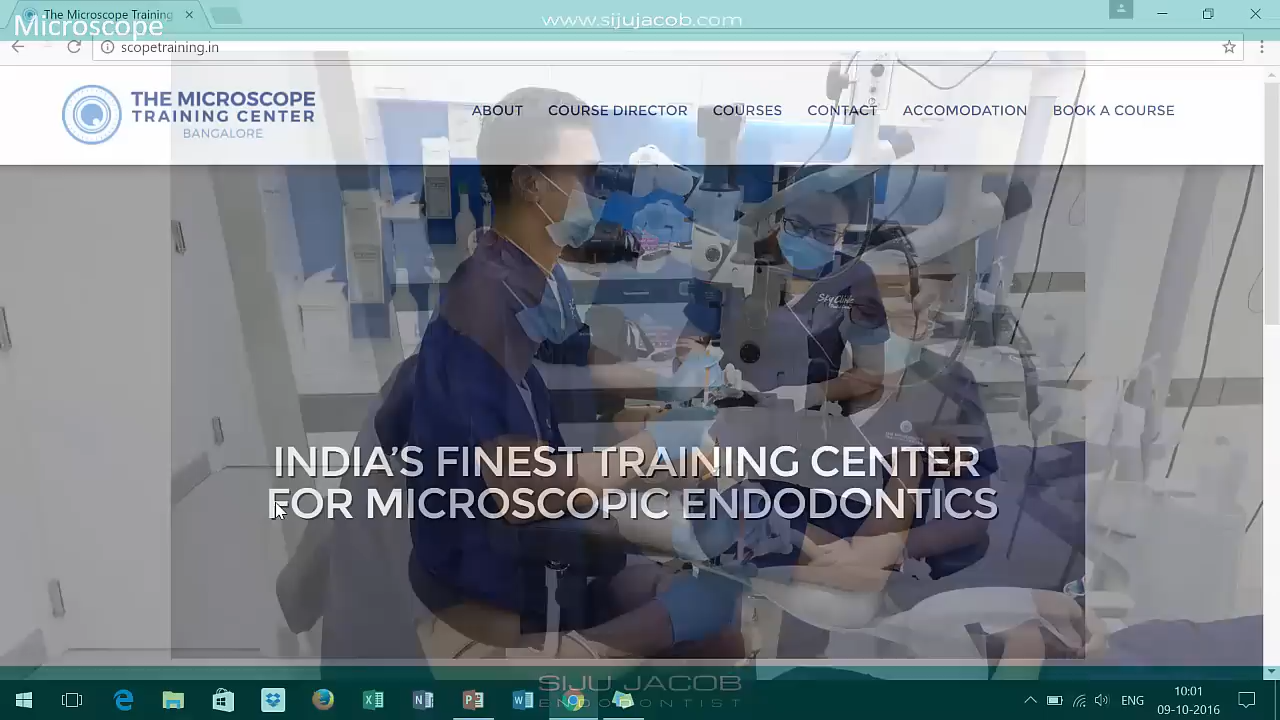 The Microscope Training
Microscope
www.sijujacob.com
scopetraining.in
THE MICROSCOPE
TRAINING CENTER
BANGALORE
ABOUT
COURSE DIRECTOR
COURSES
CONTACT
ACCOMODATION
BOOK A COURSE
INDIA'S FINEST TRAINING CENTER
FOR MICROSCOPIC ENDODONTICS
SIJU JACOB
ENDODONTIST
ENG
10:01
09-10-2016